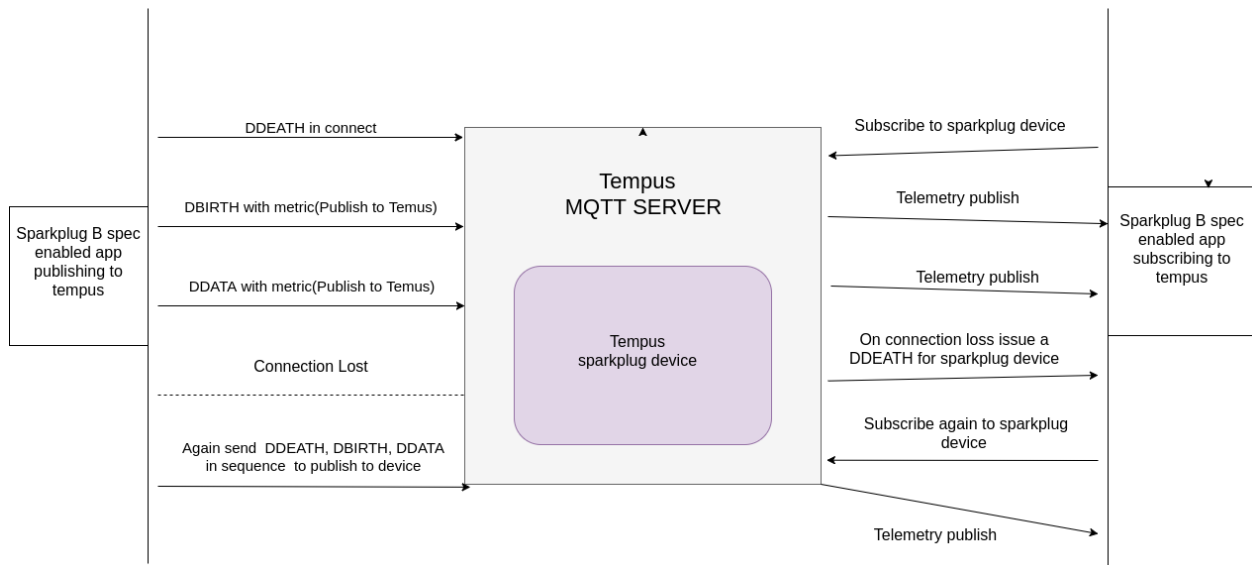 DDEATH in connect
DBIRTH with metric(Publish to Temus)
Sparkplug B spec
enabled app
publishing to
tempus
DDATA with metric(Publish to Temus)
Connection Lost
Again send DDEATH, DBIRTH, DDATA
in sequence to publish to device
Tempus
MQTT SERVER
Tempus
sparkplug device
Subscribe to sparkplug device
Telemetry publish
Sparkplug B spec
enabled app
subscribing to
tempus
Telemetry publish
On connection loss issue a
DDEATH for sparkplug device
Subscribe again to sparkplug
device
Telemetry publish